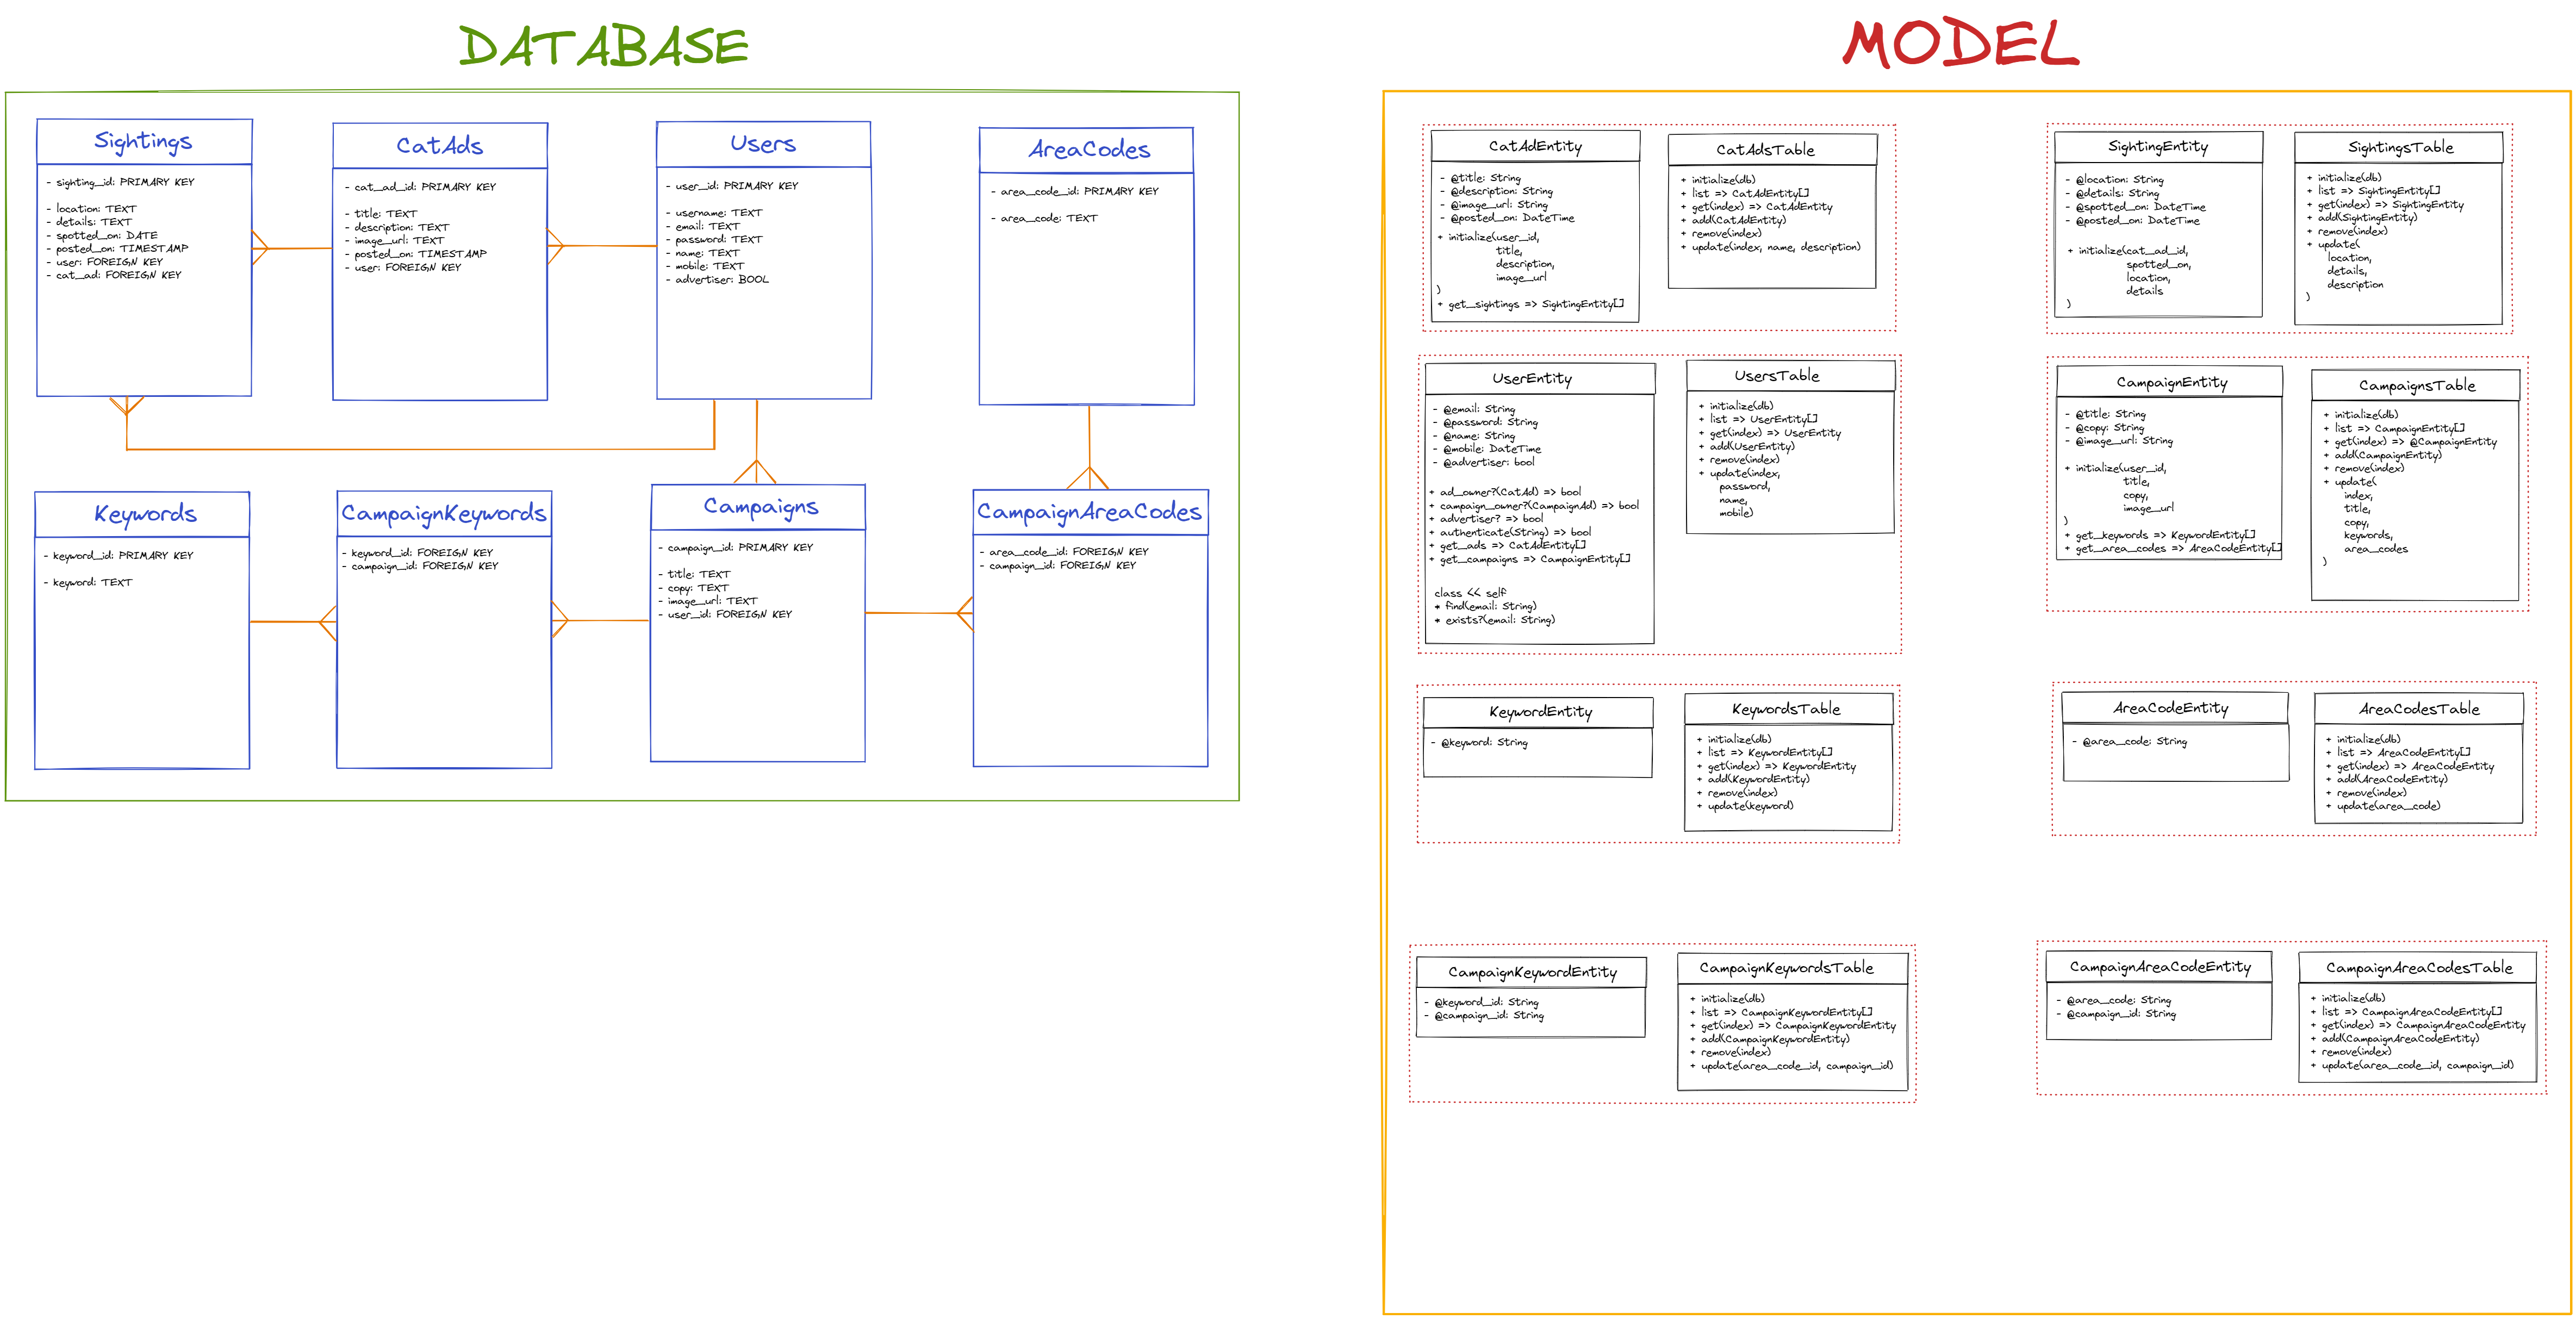 DATABASE
Sightings
- sighting_id: PRIMARY KEY
- location: TEXT
- details: TEXT
- spotted_on: DATE
- posted_on: TIMESTAMP
- user: FOREIGN KEY
- cat_ad: FOREIGN KEY
CatAds
- cat_ad_id: PRIMARY KEY
- title: TEXT
- description: TEXT
- image_url: TEXT
- posted_on: TIMESTAMP
- user: FOREIGN KEY
Users
- user_id: PRIMARY KEY
- username: TEXT
- email: TEXT
- password: TEXT
- name: TEXT
- mobile: TEXT
- advertiser: BOOL
AreaCodes
- area_code_id: PRIMARY KEY
- area_code: TEXT
Keywords
- keyword_id: PRIMARY KEY
- keyword: TEXT
CampaignKeywords
- keyword_id: FOREIGN KEY
- campaign_id: FOREIGN KEY
Campaigns
- campaign_id: PRIMARY KEY
- title: TEXT
- copy: TEXT
- image_url: TEXT
- user_id: FOREIGN KEY
CampaignAreaCodes
- area_code_id: FOREIGN KEY
- campaign_id: FOREIGN KEY
MODEL
CatAdEntity
- @title: String
- @description: String
- @image_url: String
- @posted_on: DateTime
+ initialize(user_id,
title,
description,
image_url
)
+ get_sightings => SightingEntity[]
CatAdsTable
+ initialize(db)
+ list => CatAdEntity[]
+ get(index) => CatAdEntity
+ add(CatAdEntity)
+ remove(index)
+ update(index, name, description)
SightingEntity
- @location: String
- @details: String
- @spotted_on: DateTime
- @posted_on: DateTime
+ initialize(cat_ad_id,
spotted_on,
location,
details
)
SightingsTable
+ initialize(db)
+ list => SightingEntity[]
+ get(index) => SightingEntity
+ add(SightingEntity)
+ remove(index)
+ update(
location,
details,
description
)
UserEntity
- @email: String
- @password: String
- @name: String
- @mobile: DateTime
- @advertiser: bool
+ ad_owner?(CatAd) => bool
+ campaign_owner?(CampaignAd) => bool
+ advertiser? => bool
+ authenticate(String) => bool
+ get_ads => CatAdEntity[]
+ get_campaigns => CampaignEntity[]
class << self
* find(email: String)
* exists?(email: String)
UsersTable
+ initialize(db)
+ list => UserEntity[]
+ get(index) => UserEntity
+ add(UserEntity)
+ remove(index)
+ update(index,
password,
name,
mobile)
CampaignEntity
- @title: String
- @copy: String
- @image_url: String
+ initialize(user_id,
title,
copy,
image_url
)
+ get_keywords => KeywordEntity[]
+ get_area_codes => AreaCodeEntity[]
CampaignsTable
+ initialize(db)
+ list => CampaignEntity[]
+ get(index) => @CampaignEntity
+ add(CampaignEntity)
+ remove(index)
+ update(
index,
title,
copy,
keywords,
area_codes
)
KeywordEntity
- @keyword: String
KeywordsTable
+ initialize(db)
+ list => KeywordEntity[]
+ get(index) => KeywordEntity
+ add(KeywordEntity)
+ remove(index)
+ update(keyword)
AreaCodeEntity
- @area_code: String
AreaCodesTable
+ initialize(db)
+ list => AreaCodeEntity[]
+ get(index) => AreaCodeEntity
+ add(AreaCodeEntity)
+ remove(index)
+ update(area_code)
CampaignKeywordEntity
- @keyword_id: String
- @campaign_id: String
CampaignKeywordsTable
+ initialize(db)
+ list => CampaignKeywordEntity[]
+ get(index) => CampaignKeywordEntity
+ add(CampaignKeywordEntity)
+ remove(index)
+ update(area_code_id, campaign_id)
CampaignAreaCodeEntity
- @area_code: String
- @campaign_id: String
CampaignAreaCodesTable
+ initialize(db)
+ list => CampaignAreaCodeEntity[]
+ get(index) => CampaignAreaCodeEntity
+ add(CampaignAreaCodeEntity)
+ remove(index)
+ update(area_code_id, campaign_id)